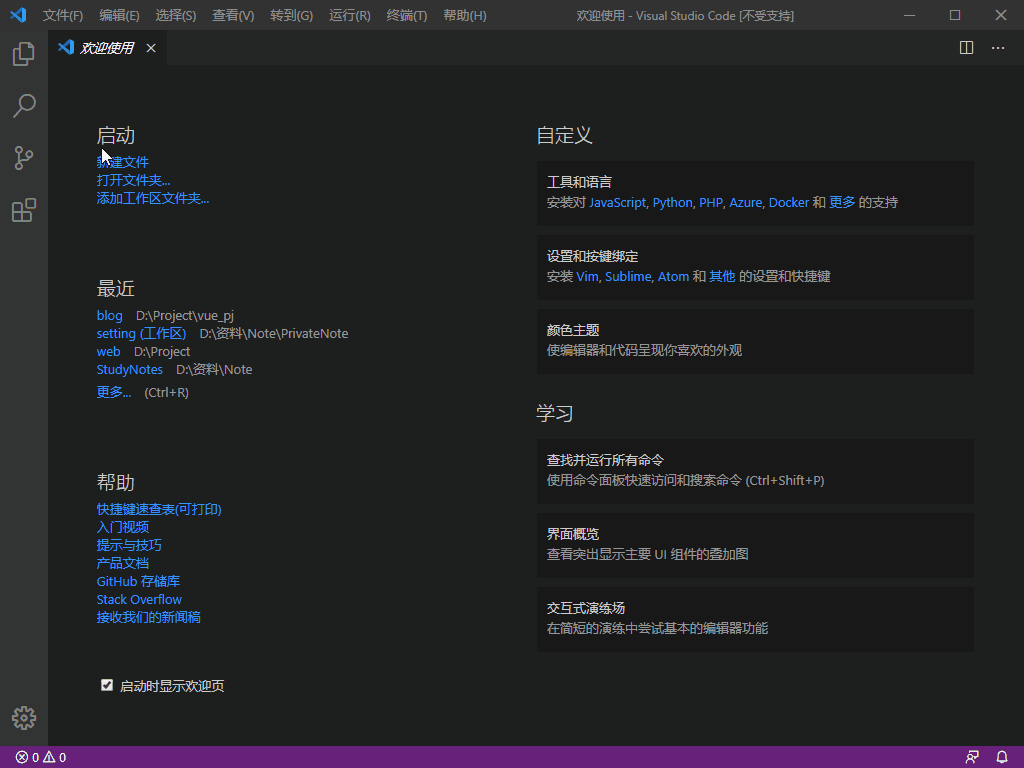 文件(F) 编辑(E) 选择(S) 查看(V) 转到(G) 运行(R) 终端(T) 帮助(H) 欢迎使用 - Visual Studio Code [不受支持]
欢迎使用
启动
新建文件
打开文件夹...
添加工作区文件夹...
最近
blog D:\Project\vue_pj
setting (工作区) D:\资料\Note\PrivateNote
web D:\Project
StudyNotes D:\资料\Note
更多... (Ctrl+R)
帮助
快捷键速查表(可打印)
入门视频
提示与技巧
产品文档
GitHub 存储库
Stack Overflow
接收我们的新闻稿
启动时显示欢迎页
自定义
工具和语言
安装对 JavaScript, Python, PHP, Azure, Docker 和 更多 的支持
设置和按键绑定
安装 Vim, Sublime, Atom 和 其他 的设置和快捷键
颜色主题
使编辑器和代码呈现你喜欢的外观
学习
查找并运行所有命令
使用命令面板快速访问和搜索命令 (Ctrl+Shift+P)
界面概览
查看突出显示主要 UI 组件的叠加图
交互式演练场
在简短的演练中尝试基本的编辑器功能
0 0